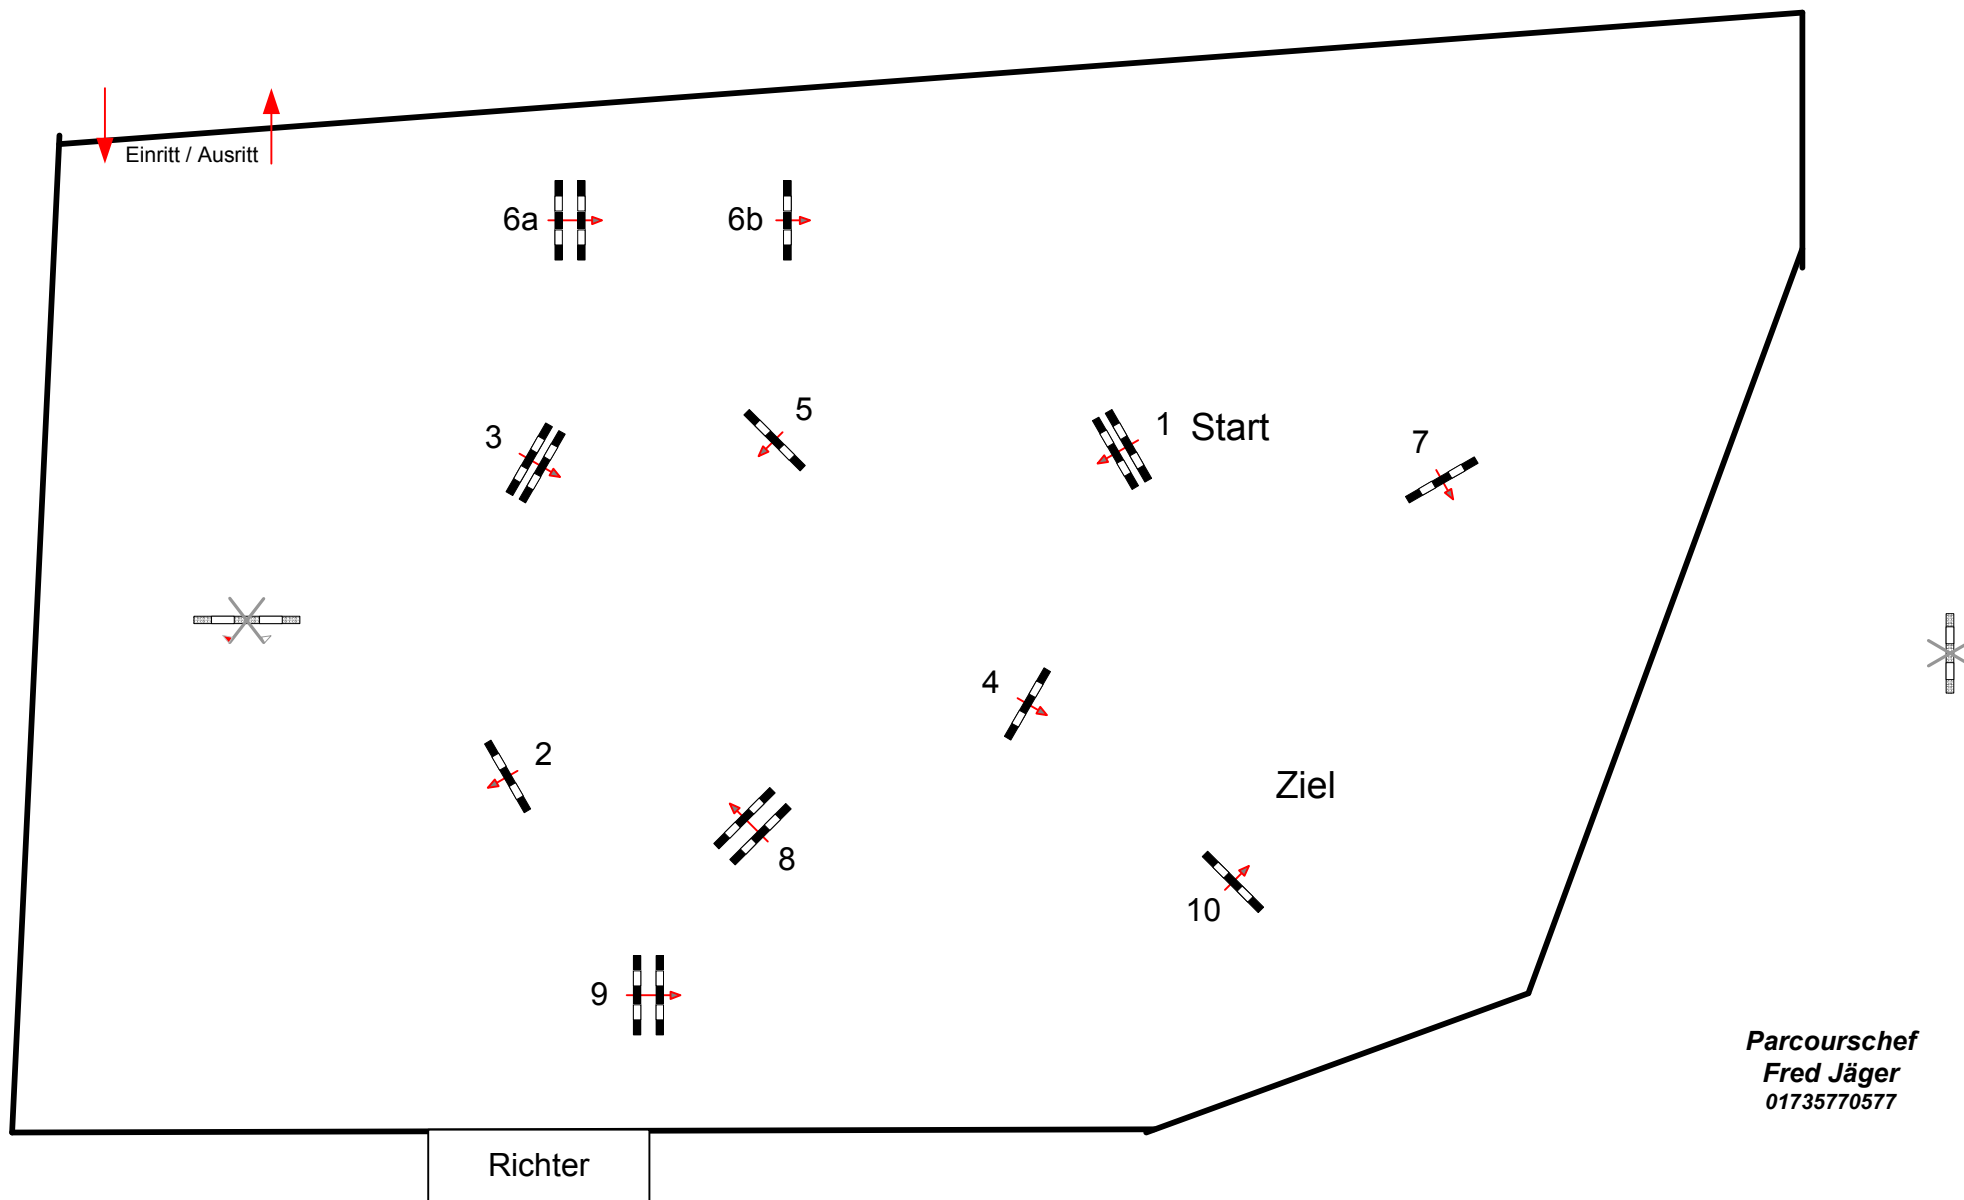 Einritt / Ausritt
6a
6b
5
3
1
Start
7
4
2
Ziel
8
10
9
Parcourschef
Fred Jäger
01735770577
Richter